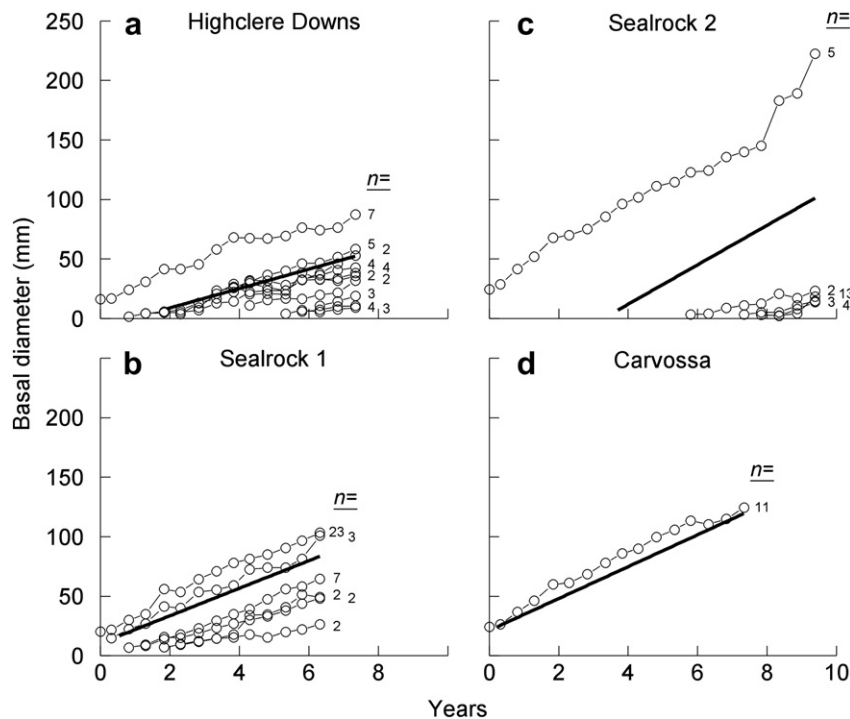 a Highclere Downs
250
200
150
100
50
0
n=
7
5
2
4
4
2
2
3
4
3
c Sealrock 2
n=
5
2
13
3
4
b Sealrock 1
200
150
100
50
0
n=
23
3
7
2
2
2
0 2 4 6 8
d Carvossa
n=
11
0 2 4 6 8 10
Basal diameter (mm)
Years